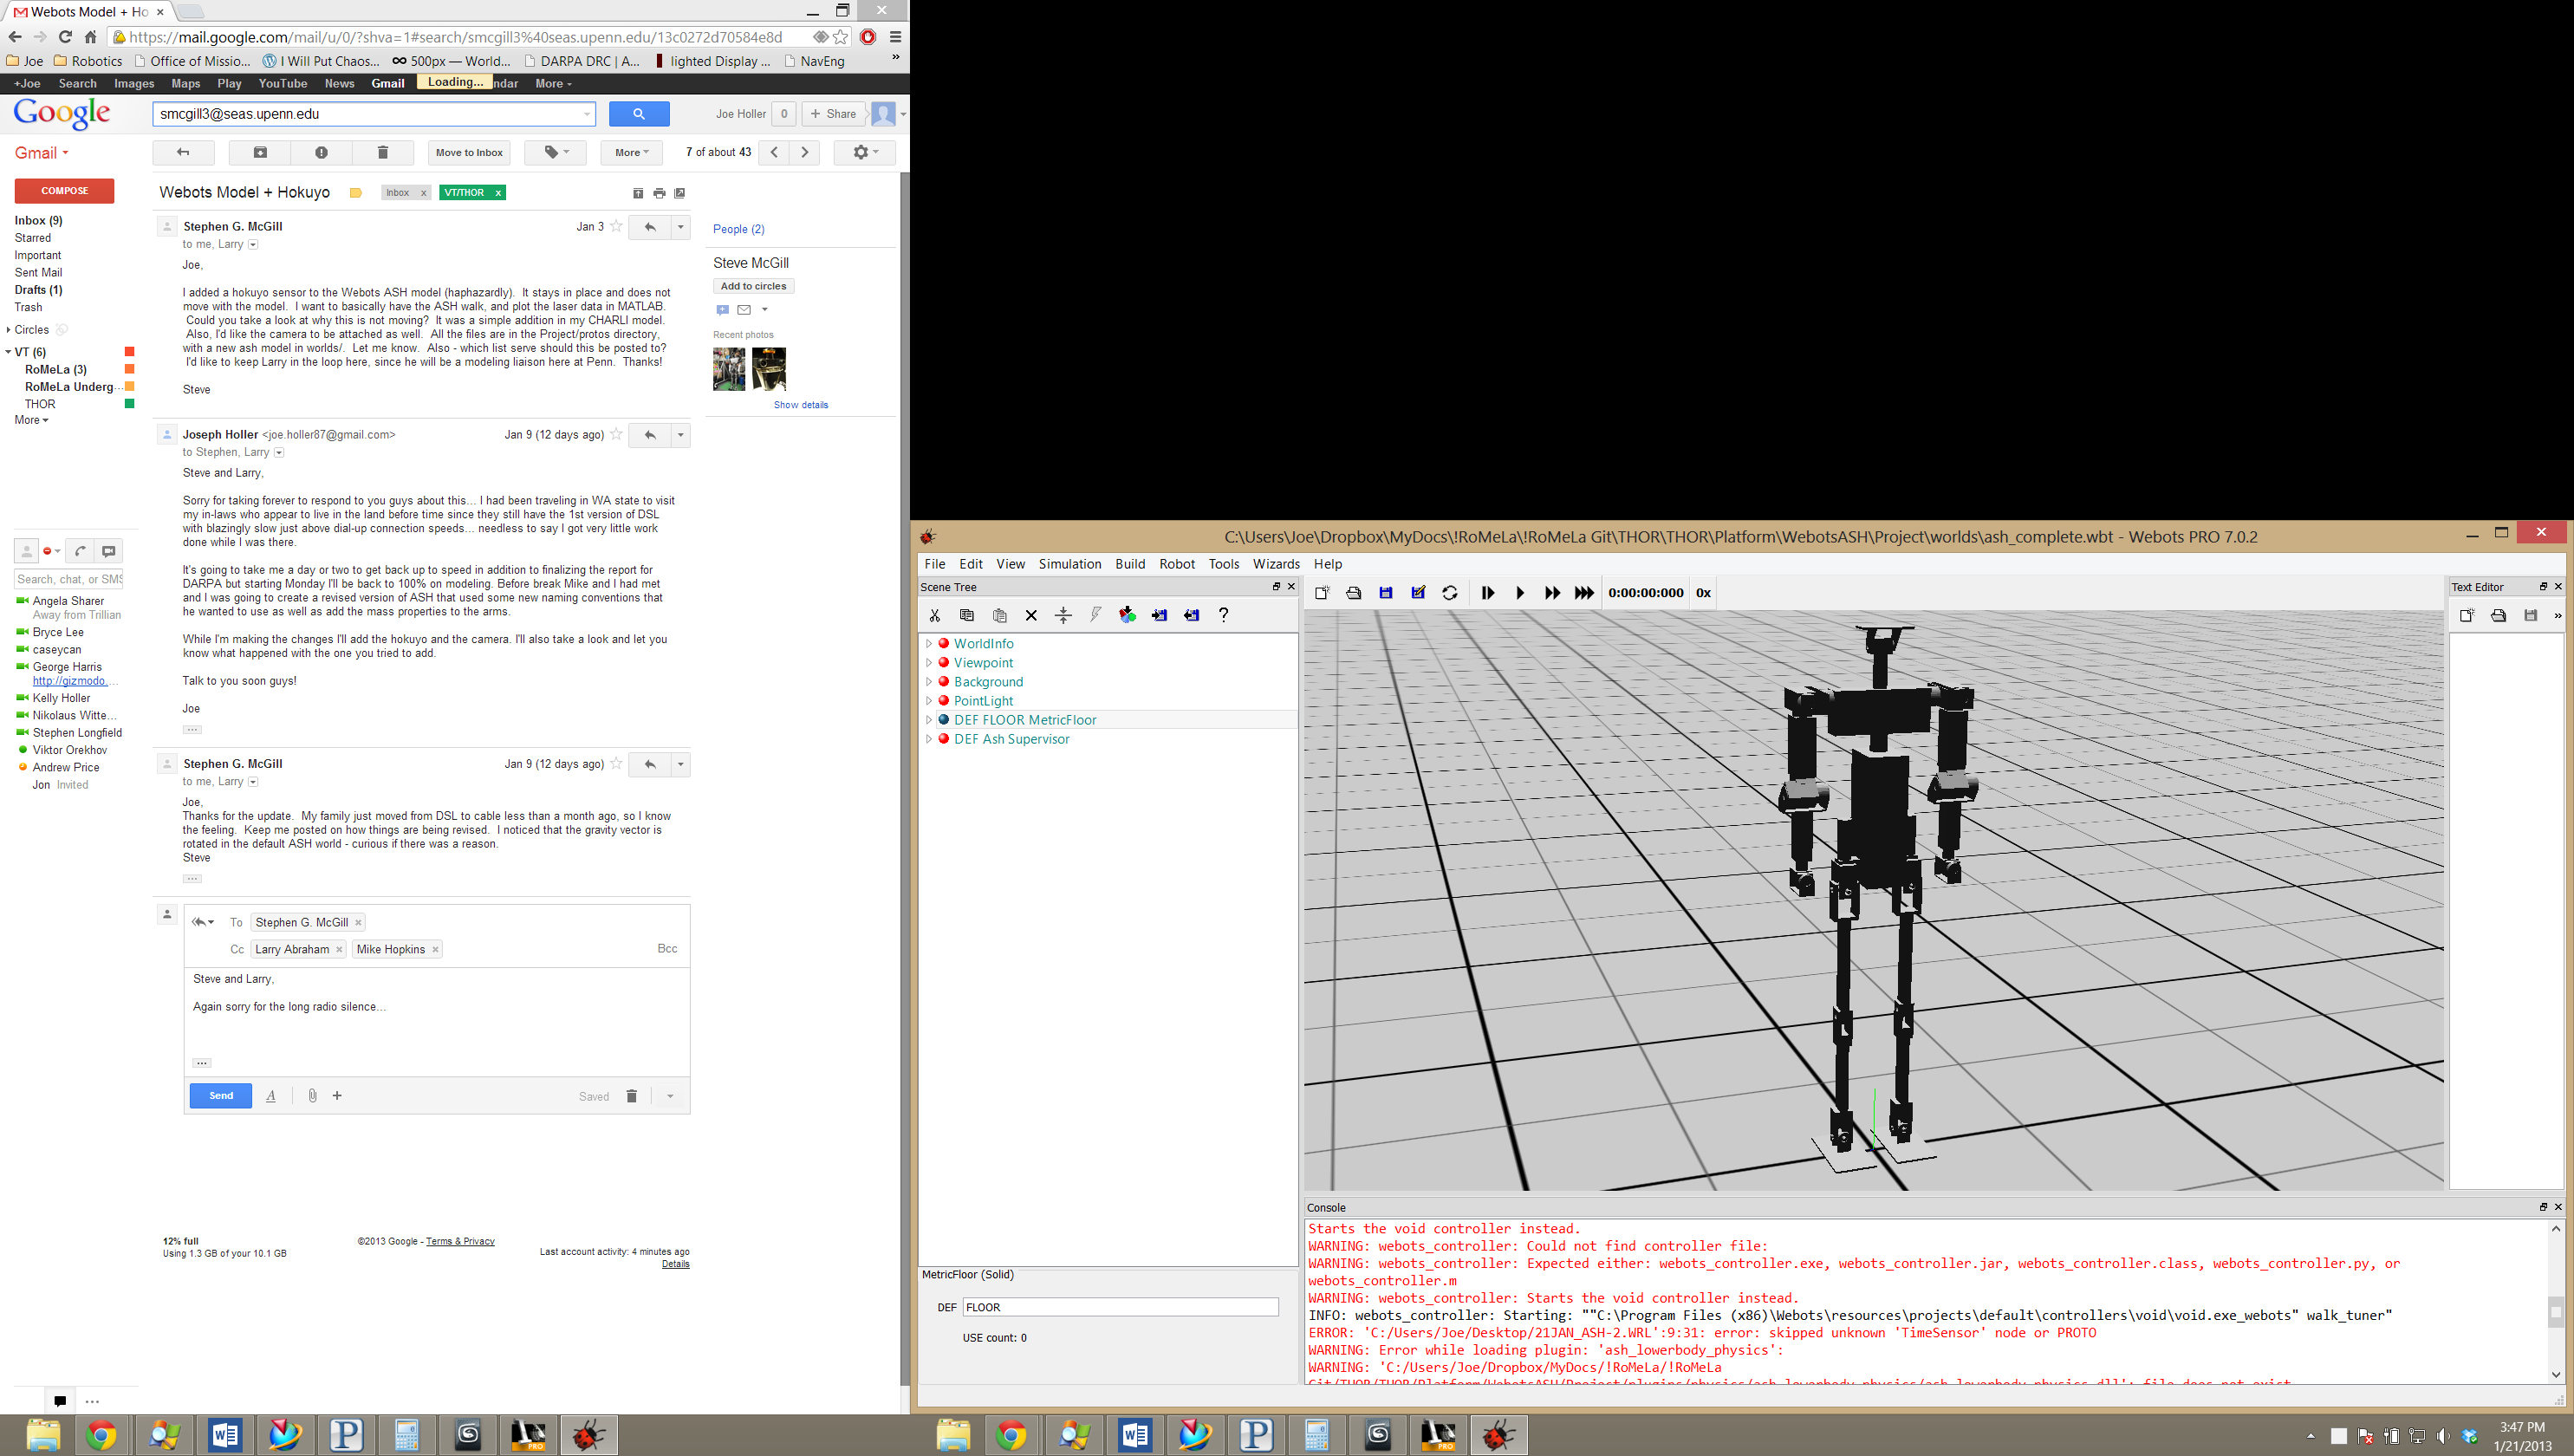 Webots Model + Ho
https://mail.google.com/mail/u/0/?shva=1#search/smcgill3%40seas.upenn.edu/13c0272d70584e8d
Joe Robotics Office of Missio... I Will Put Chaos... 500px — World... DARPA DRC | A... lighted Display ... NavEng »
+Joe Search Images Maps Play YouTube News Gmail Loading... ndar More
Google smcgill3@seas.upenn.edu Joe Holler 0 + Share
Gmail Move to Inbox More 7 of about 43
COMPOSE
Inbox (9)
Starred
Important
Sent Mail
Drafts (1)
Trash
Circles
VT (6)
RoMeLa (3)
RoMeLa Underg...
THOR
More
Search, chat, or SMS
Angela Sharer
Away from Trillian
Bryce Lee
caseycan
George Harris
http://gizmodo....
Kelly Holler
Nikolaus Witte...
Stephen Longfield
Viktor Orekhov
Andrew Price
Jon Invited
Webots Model + Hokuyo Inbox x VT/THOR x
Stephen G. McGill Jan 3
to me, Larry
Joe,
I added a hokuyo sensor to the Webots ASH model (haphazardly).  It stays in place and does not
move with the model.  I want to basically have the ASH walk, and plot the laser data in MATLAB.
Could you take a look at why this is not moving?  It was a simple addition in my CHARLI model.
Also, I'd like the camera to be attached as well.  All the files are in the Project/protos directory,
with a new ash model in worlds/.  Let me know.  Also - which list serve should this be posted to?
I'd like to keep Larry in the loop here, since he will be a modeling liaison here at Penn.  Thanks!
Steve
People (2)
Steve McGill
Add to circles
Recent photos
Show details
Joseph Holler <joe.holler87@gmail.com> Jan 9 (12 days ago)
to Stephen, Larry
Steve and Larry,
Sorry for taking forever to respond to you guys about this... I had been traveling in WA state to visit
my in-laws who appear to live in the land before time since they still have the 1st version of DSL
with blazingly slow just above dial-up connection speeds... needless to say I got very little work
done while I was there.
It's going to take me a day or two to get back up to speed in addition to finalizing the report for
DARPA but starting Monday I'll be back to 100% on modeling. Before break Mike and I had met
and I was going to create a revised version of ASH that used some new naming conventions that
he wanted to use as well as add the mass properties to the arms.
While I'm making the changes I'll add the hokuyo and the camera. I'll also take a look and let you
know what happened with the one you tried to add.
Talk to you soon guys!
Joe
Stephen G. McGill Jan 9 (12 days ago)
to me, Larry
Joe,
Thanks for the update.  My family just moved from DSL to cable less than a month ago, so I know
the feeling.  Keep me posted on how things are being revised.  I noticed that the gravity vector is
rotated in the default ASH world - curious if there was a reason.
Steve
To Stephen G. McGill x
Cc Larry Abraham x Mike Hopkins x Bcc
Steve and Larry,
Again sorry for the long radio silence...
Send A + Saved
12% full
Using 1.3 GB of your 10.1 GB
©2013 Google - Terms & Privacy
Last account activity: 4 minutes ago
Details
C:\Users\Joe\Dropbox\MyDocs\!RoMeLa\!RoMeLa Git\THOR\THOR\Platform\WebotsASH\Project\worlds\ash_complete.wbt - Webots PRO 7.0.2
File Edit View Simulation Build Robot Tools Wizards Help
Scene Tree
0:00:00:000 0x
Text Editor
WorldInfo
Viewpoint
Background
PointLight
DEF FLOOR MetricFloor
DEF Ash Supervisor
MetricFloor (Solid)
DEF FLOOR
USE count: 0
Console
Starts the void controller instead.
WARNING: webots_controller: Could not find controller file:
WARNING: webots_controller: Expected either: webots_controller.exe, webots_controller.jar, webots_controller.class, webots_controller.py, or
webots_controller.m
WARNING: webots_controller: Starts the void controller instead.
INFO: webots_controller: Starting: ""C:\Program Files (x86)\Webots\resources\projects\default\controllers\void\void.exe_webots" walk_tuner"
ERROR: 'C:/Users/Joe/Desktop/21JAN_ASH-2.WRL':9:31: error: skipped unknown 'TimeSensor' node or PROTO
WARNING: Error while loading plugin: 'ash_lowerbody_physics':
WARNING: 'C:/Users/Joe/Dropbox/MyDocs/!RoMeLa/!RoMeLa
Git/THOR/THOR/Platform/WebotsASH/Project/plugins/physics/ash_lowerbody_physics/ash_lowerbody_physics.dll': file does not exist
3:47 PM
1/21/2013